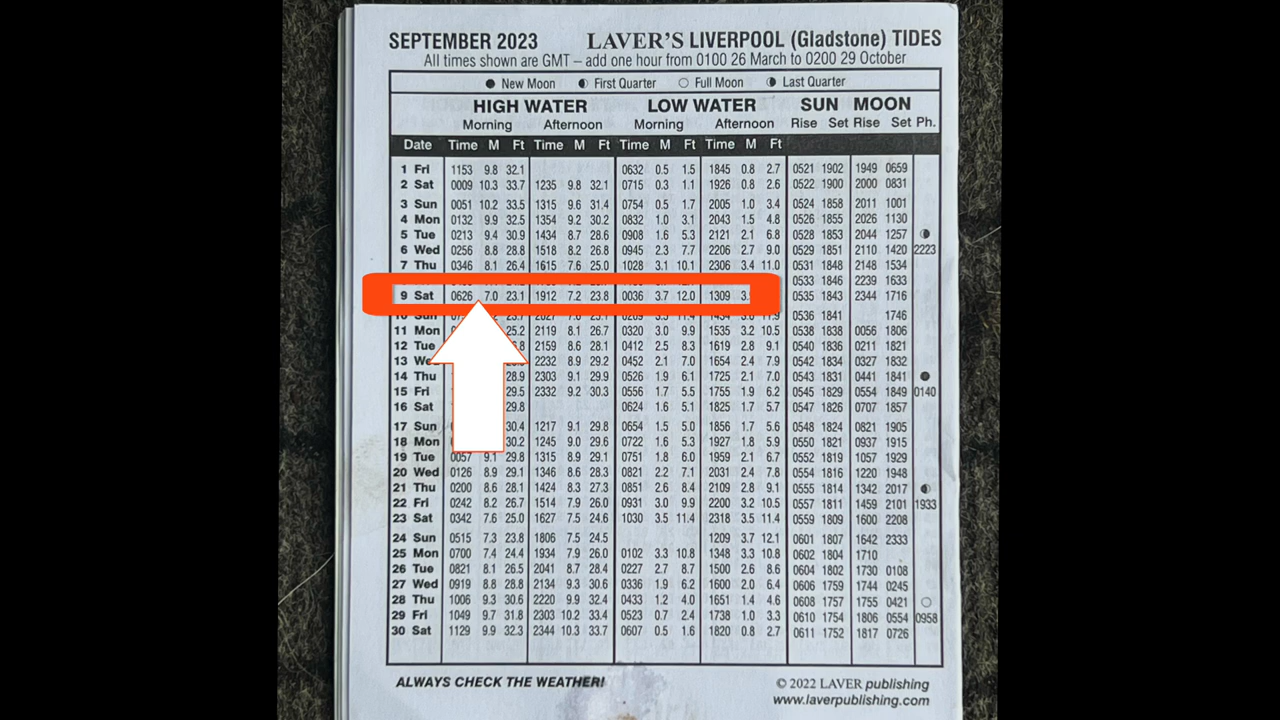 SEPTEMBER 2023 LAVER'S LIVERPOOL (Gladstone) TIDES
All times shown are GMT – add one hour from 0100 26 March to 0200 29 October
New Moon First Quarter Full Moon Last Quarter
HIGH WATER LOW WATER SUN MOON
Morning Afternoon Morning Afternoon Rise Set Rise Set Ph.
Date Time M Ft Time M Ft Time M Ft Time M Ft
1 Fri 1153 9.8 32.1 0632 0.5 1.5 1845 0.8 2.7 0521 1902 1949 0659
2 Sat 0009 10.3 33.7 1235 9.8 32.1 0715 0.3 1.1 1926 0.8 2.6 0522 1900 2000 0831
3 Sun 0051 10.2 33.5 1315 9.6 31.4 0754 0.5 1.7 2005 1.0 3.4 0524 1858 2011 1001
4 Mon 0132 9.9 32.5 1354 9.2 30.2 0832 1.0 3.1 2043 1.5 4.8 0526 1855 2026 1130
5 Tue 0213 9.4 30.9 1434 8.7 28.6 0908 1.6 5.3 2121 2.1 6.8 0528 1853 2044 1257
6 Wed 0256 8.8 28.8 1518 8.2 26.8 0945 2.3 7.7 2206 2.7 9.0 0529 1851 2110 1420 2223
7 Thu 0346 8.1 26.4 1615 7.6 25.0 1028 3.1 10.1 2306 3.4 11.0 0531 1848 2148 1534
0533 1846 2239 1633
9 Sat 0626 7.0 23.1 1912 7.2 23.8 0036 3.7 12.0 1309 3. 0535 1843 2344 1716
10 Sun 0536 1841 1746
11 Mon 25.2 2119 8.1 26.7 0320 3.0 9.9 1535 3.2 10.5 0538 1838 0056 1806
12 Tue 2159 8.6 28.1 0412 2.5 8.3 1619 2.8 9.1 0540 1836 0211 1821
13 Wed 2232 8.9 29.2 0452 2.1 7.0 1654 2.4 7.9 0542 1834 0327 1832
14 Thu 28.9 2303 9.1 29.9 0526 1.9 6.1 1725 2.1 7.0 0543 1831 0441 1841
15 Fri 29.5 2332 9.2 30.3 0556 1.7 5.5 1755 1.9 6.2 0545 1829 0554 1849 0140
16 Sat 29.8 0624 1.6 5.1 1825 1.7 5.7 0547 1826 0707 1857
17 Sun 30.4 1217 9.1 29.8 0654 1.5 5.0 1856 1.7 5.6 0548 1824 0821 1905
18 Mon 30.2 1245 9.0 29.6 0722 1.6 5.3 1927 1.8 5.9 0550 1821 0937 1915
19 Tue 0057 9.1 29.8 1315 8.9 29.1 0751 1.8 6.0 1959 2.1 6.7 0552 1819 1057 1929
20 Wed 0126 8.9 29.1 1346 8.6 28.3 0821 2.2 7.1 2031 2.4 7.8 0554 1816 1220 1948
21 Thu 0200 8.6 28.1 1424 8.3 27.3 0851 2.6 8.4 2109 2.8 9.1 0555 1814 1342 2017
22 Fri 0242 8.2 26.7 1514 7.9 26.0 0931 3.0 9.9 2200 3.2 10.5 0557 1811 1459 2101 1933
23 Sat 0342 7.6 25.0 1627 7.5 24.6 1030 3.5 11.4 2318 3.5 11.4 0559 1809 1600 2208
24 Sun 0515 7.3 23.8 1806 7.5 24.5 1209 3.7 12.1 0601 1807 1642 2333
25 Mon 0700 7.4 24.4 1934 7.9 26.0 0102 3.3 10.8 1348 3.3 10.8 0602 1804 1710
26 Tue 0821 8.1 26.5 2041 8.7 28.4 0227 2.7 8.7 1500 2.6 8.6 0604 1802 1730 0108
27 Wed 0919 8.8 28.8 2134 9.3 30.6 0336 1.9 6.2 1600 2.0 6.4 0606 1759 1744 0245
28 Thu 1006 9.3 30.6 2220 9.9 32.4 0433 1.2 4.0 1651 1.4 4.6 0608 1757 1755 0421
29 Fri 1049 9.7 31.8 2303 10.2 33.4 0523 0.7 2.4 1738 1.0 3.3 0610 1754 1806 0554 0958
30 Sat 1129 9.9 32.3 2344 10.3 33.7 0607 0.5 1.6 1820 0.8 2.7 0611 1752 1817 0726
ALWAYS CHECK THE WEATHER!
© 2022 LAVER publishing
www.laverpublishing.com